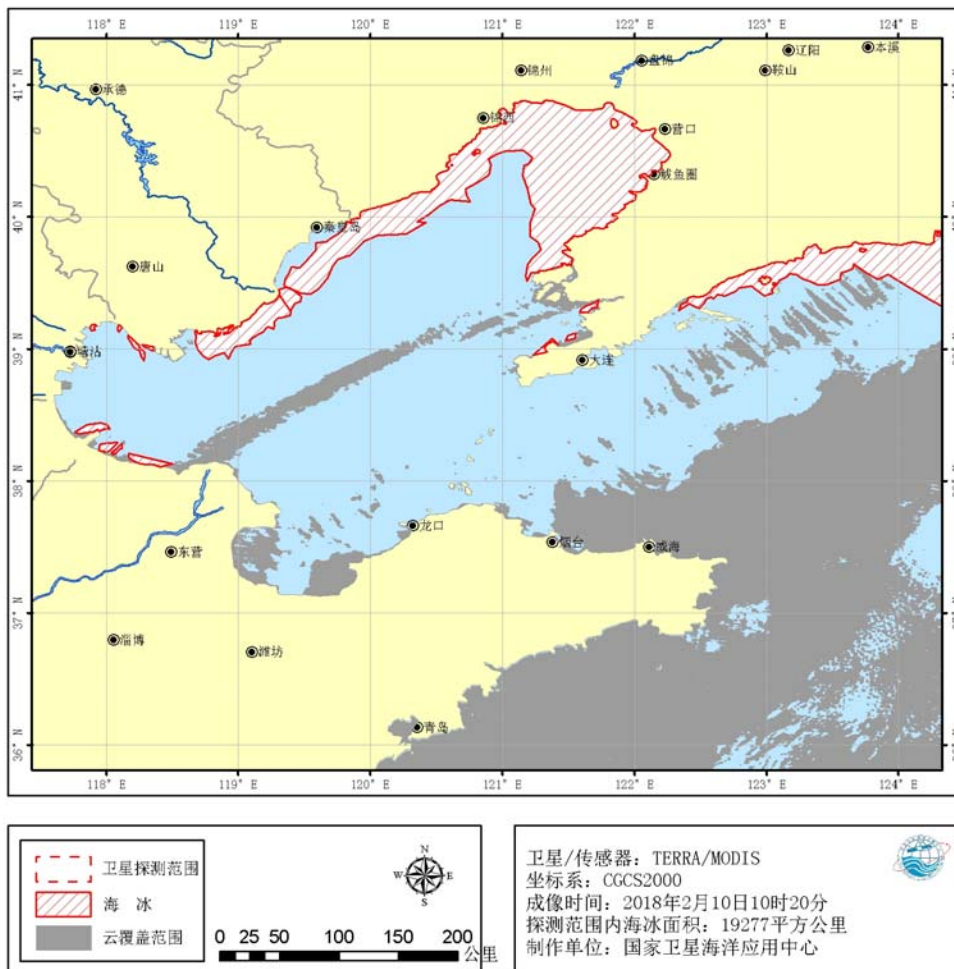 118° E 119° E 120° E 121° E 122° E 123° E 124° E
41° N
40° N
39° N
38° N
37° N
36° N
承德
锦州
盘锦
辽阳
本溪
鞍山
锦西
营口
鲅鱼圈
秦皇岛
唐山
塘沽
大连
龙口
烟台
威海
东营
淄博
潍坊
青岛
118° E 119° E 120° E 121° E 122° E 123° E 124° E
卫星探测范围
海 冰
云覆盖范围
N
W E
S
0 25 50 100 150 200
公里
卫星/传感器: TERRA/MODIS
坐标系: CGCS2000
成像时间: 2018年2月10日10时20分
探测范围内海冰面积: 19277平方公里
制作单位: 国家卫星海洋应用中心